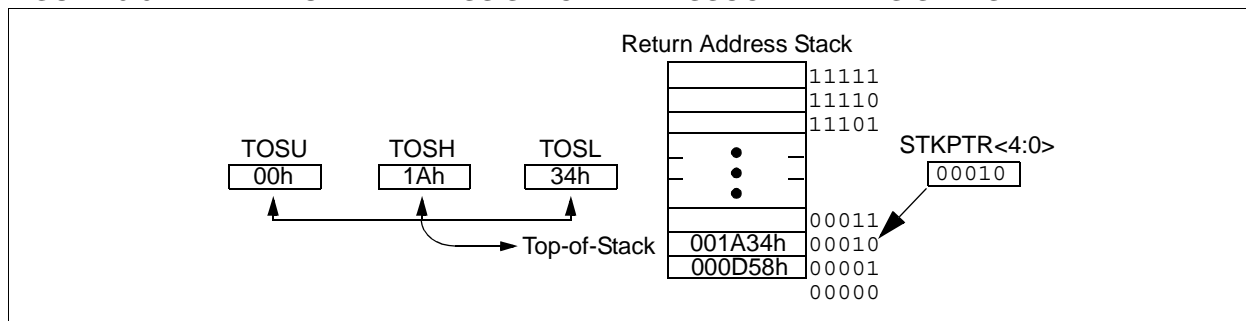 Return Address Stack
11111
11110
11101
TOSU TOSH TOSL
00h 1Ah 34h
STKPTR<4:0>
00010
00011
Top-of-Stack 001A34h 00010
000D58h 00001
00000